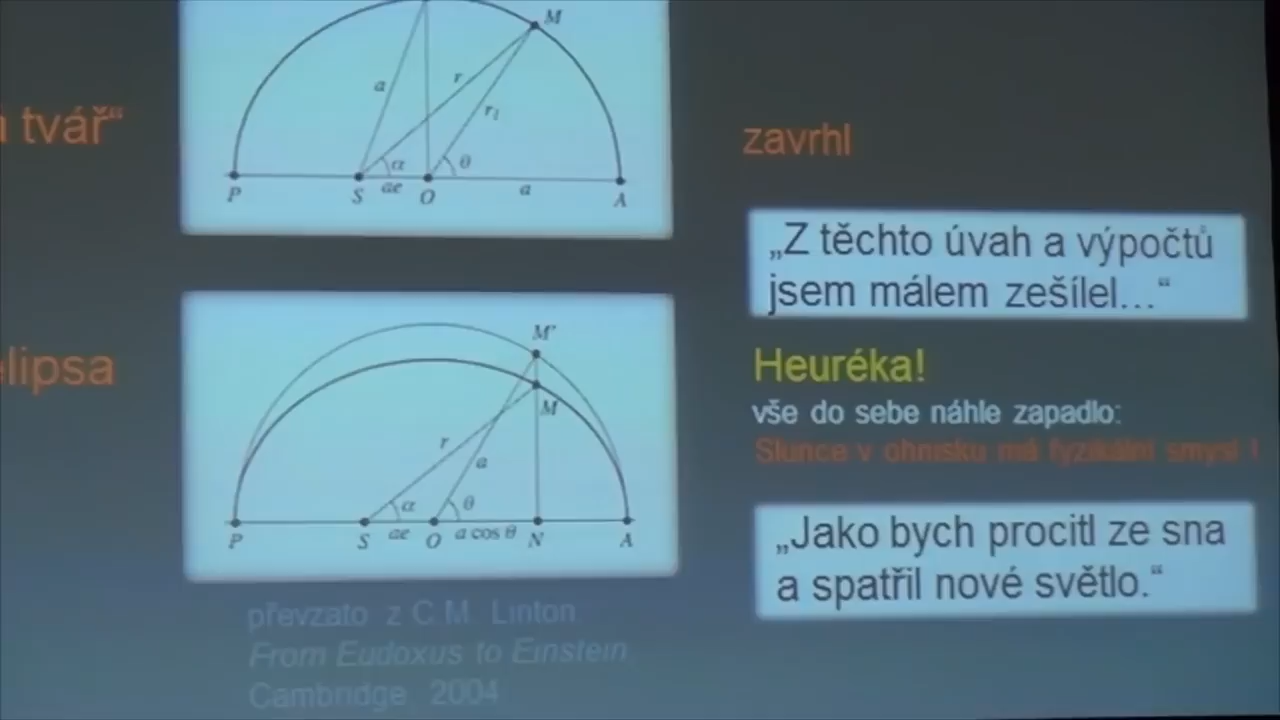 tvář“
M
a
r
r₁
α
θ
P
S
ae
O
a
A
zavrhl
„Z těchto úvah a výpočtů
jsem málem zešílel…“
lipsa
M'
M
r
a
α
θ
P
S
ae
O
a cos θ
N
A
Heuréka!
vše do sebe náhle zapadlo:
Slunce v ohnisku má fyzikální smysl !
„Jako bych procitl ze sna
a spatřil nové světlo.“
převzato z C.M. Linton:
From Eudoxus to Einstein,
Cambridge 2004